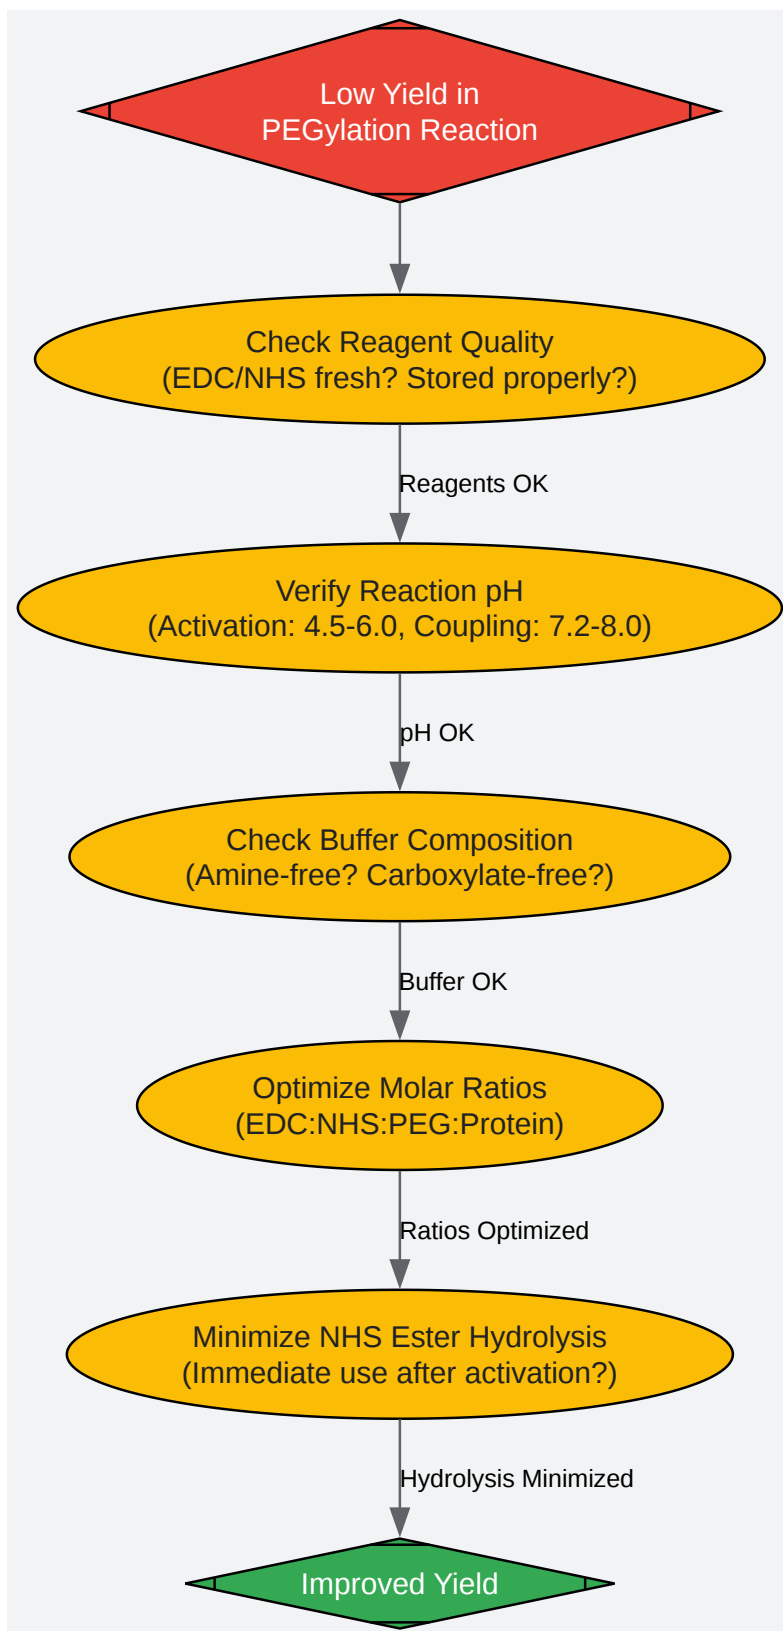 Low Yield in
PEGylation Reaction
Check Reagent Quality
(EDC/NHS fresh? Stored properly?)
Reagents OK
Verify Reaction pH
(Activation: 4.5-6.0, Coupling: 7.2-8.0)
pH OK
Check Buffer Composition
(Amine-free? Carboxylate-free?)
Buffer OK
Optimize Molar Ratios
(EDC:NHS:PEG:Protein)
Ratios Optimized
Minimize NHS Ester Hydrolysis
(Immediate use after activation?)
Hydrolysis Minimized
Improved Yield